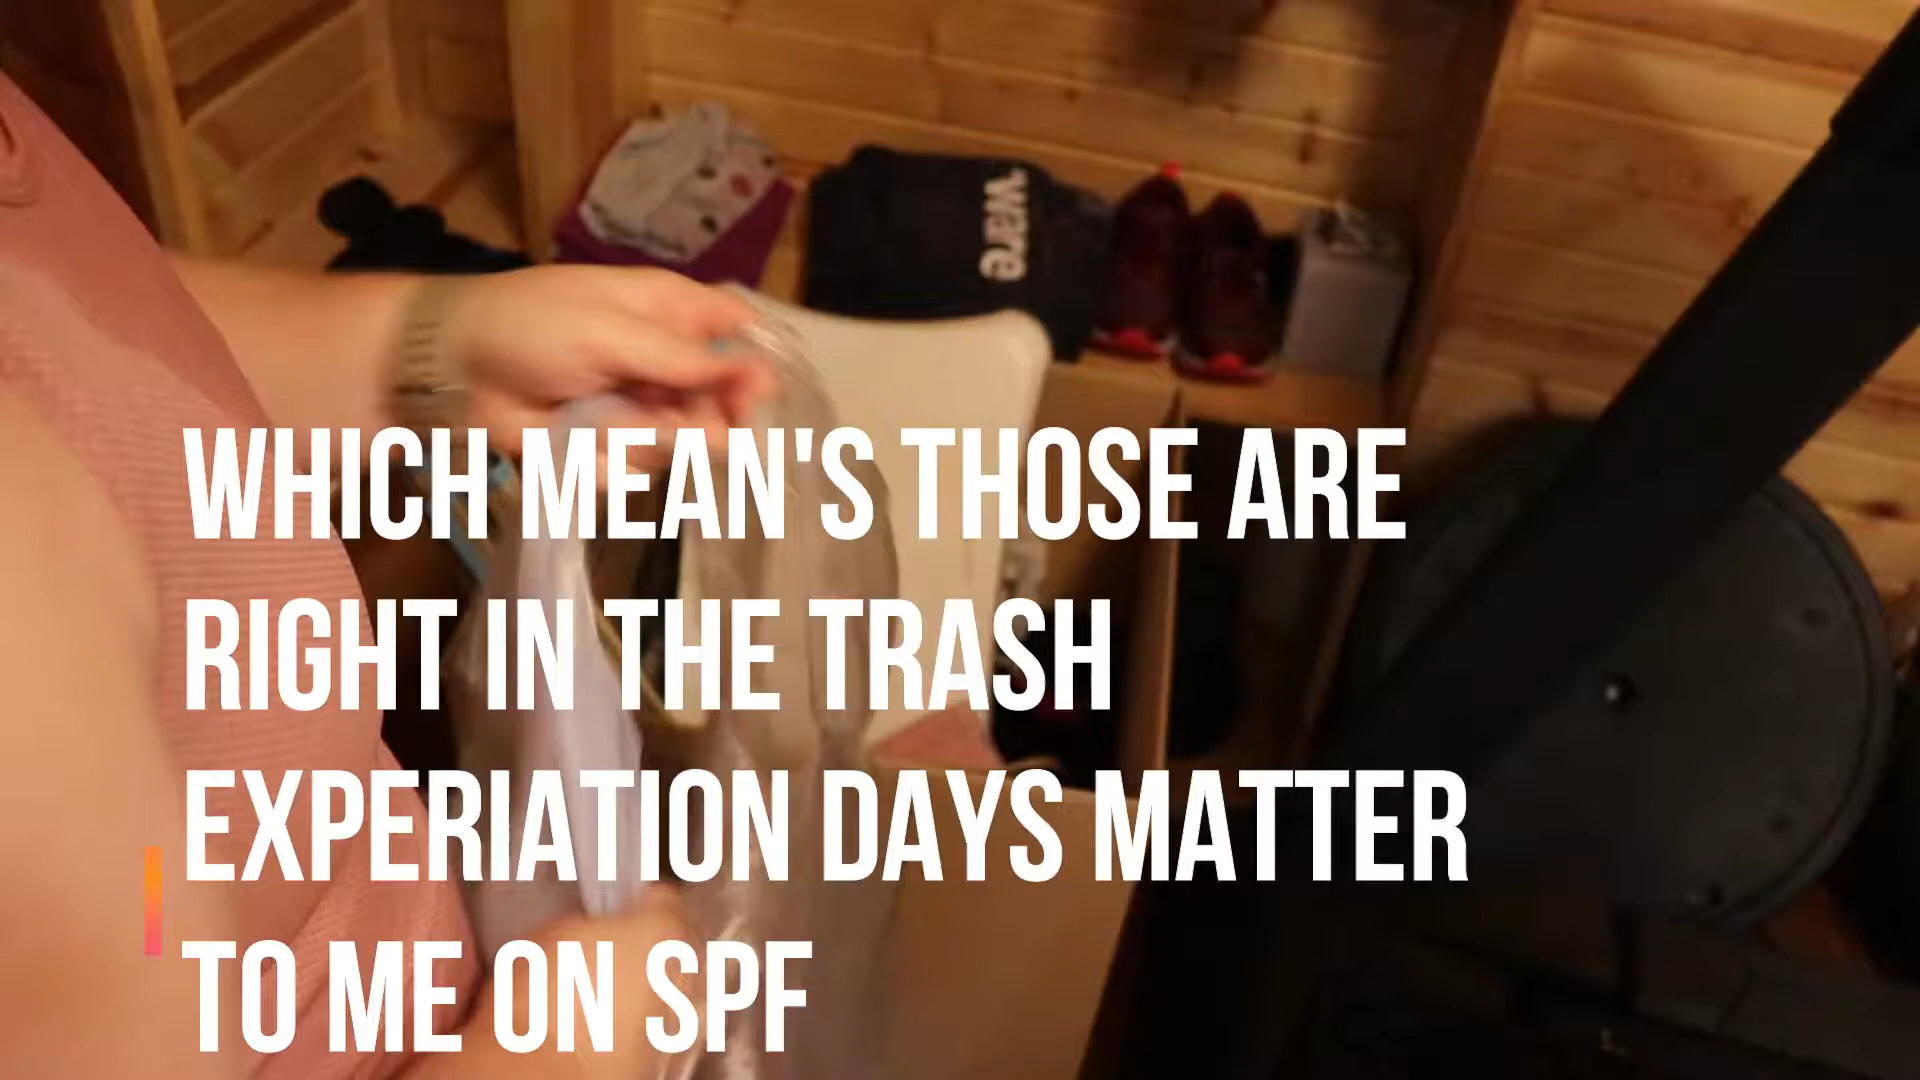 ware
WHICH MEAN'S THOSE ARE
RIGHT IN THE TRASH
EXPERIATION DAYS MATTER
TO ME ON SPF